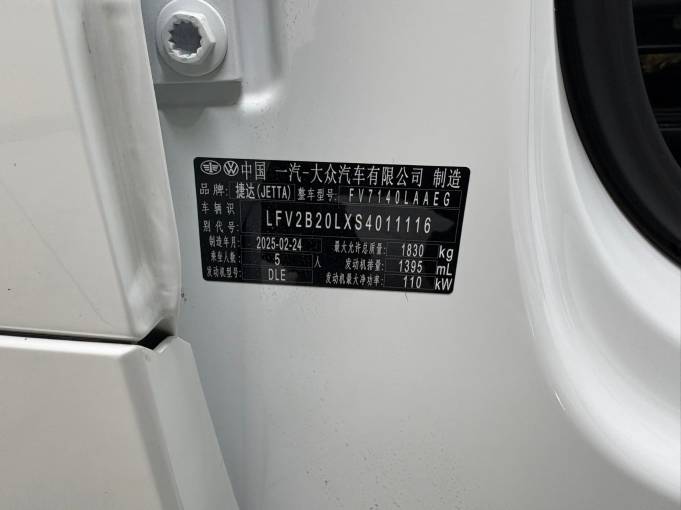 中国 一汽-大众汽车有限公司 制造
品牌: 捷达(JETTA) 整车型号: FV7140LAAEG
车辆识别代号: LFV2B20LXS4011116
制造年月: 2025-02-24 最大允许总质量: 1830 kg
乘坐人数: 5 人 发动机排量: 1395 mL
发动机型号: DLE 发动机最大净功率: 110 kW